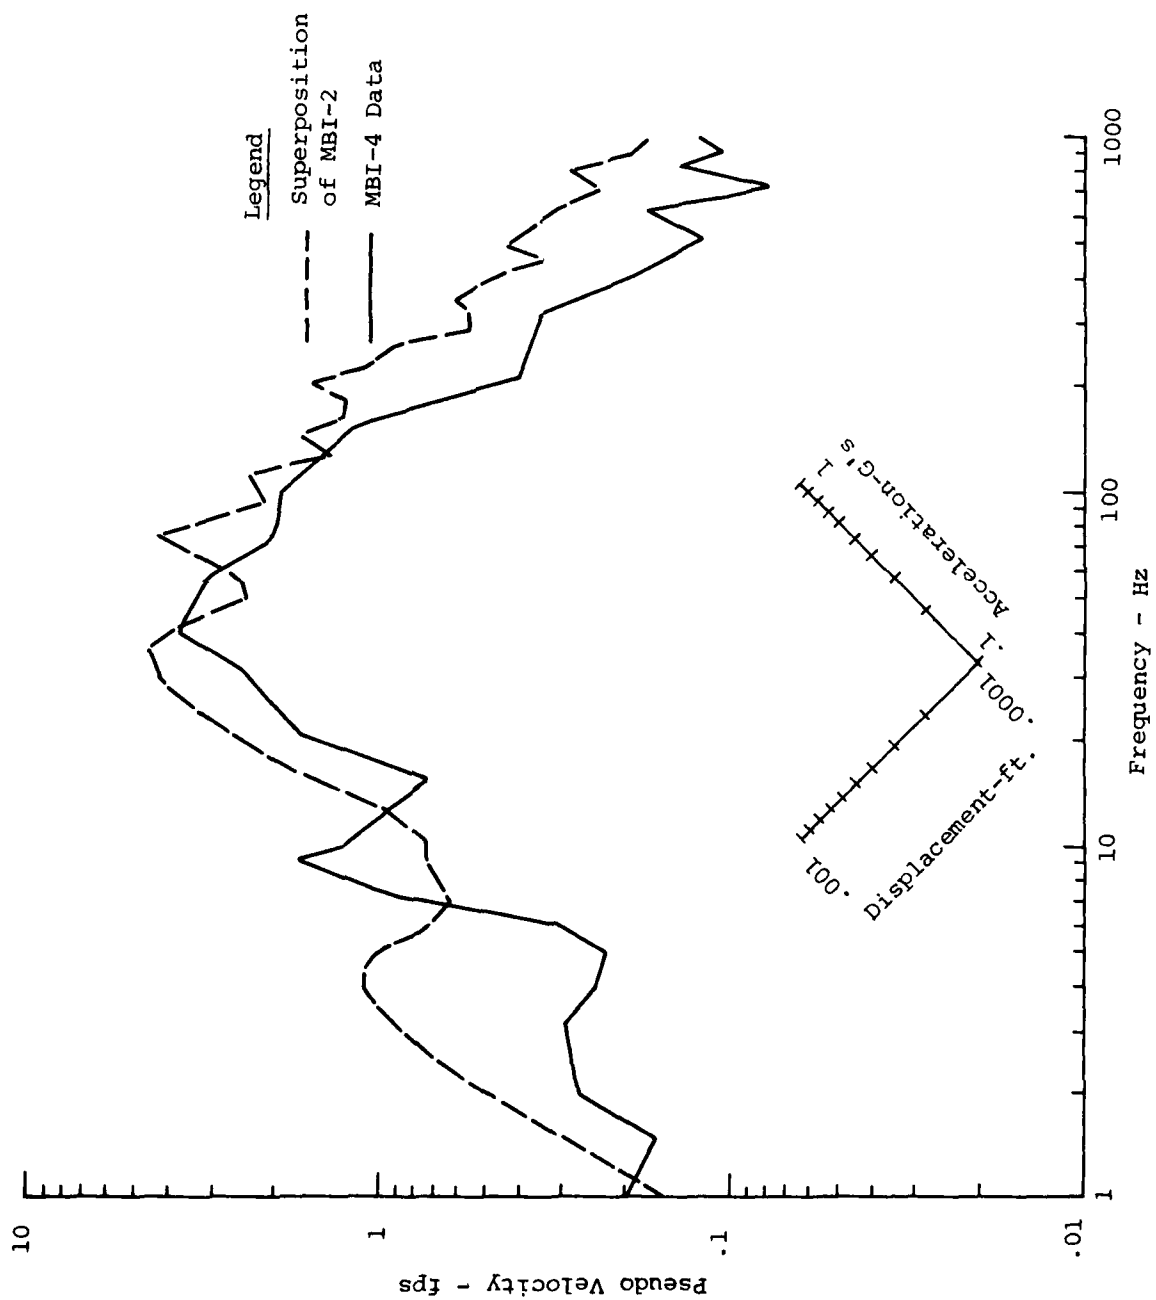 Legend
Superposition
of MBI-2
MBI-4 Data
10
1
.1
.01
Pseudo Velocity - fps
1
10
100
1000
Frequency - Hz
.001
Displacement-ft.
.0001
.1
Acceleration-G's
1